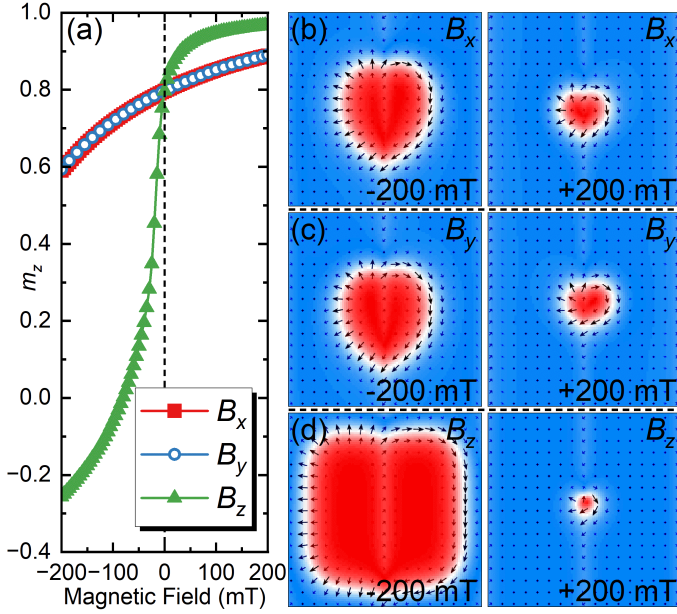 (a)
1.0
0.8
0.6
0.4
0.2
0.0
−0.2
−0.4
m_z
B_x
B_y
B_z
−200
−100
0
100
200
Magnetic Field (mT)
(b)
B_x
-200 mT
B_x
+200 mT
(c)
B_y
-200 mT
B_y
+200 mT
(d)
B_z
-200 mT
B_z
+200 mT